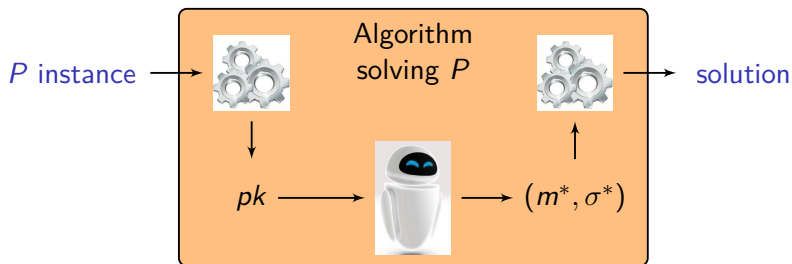 Algorithm
solving P
P instance
solution
pk
(m*, σ*)